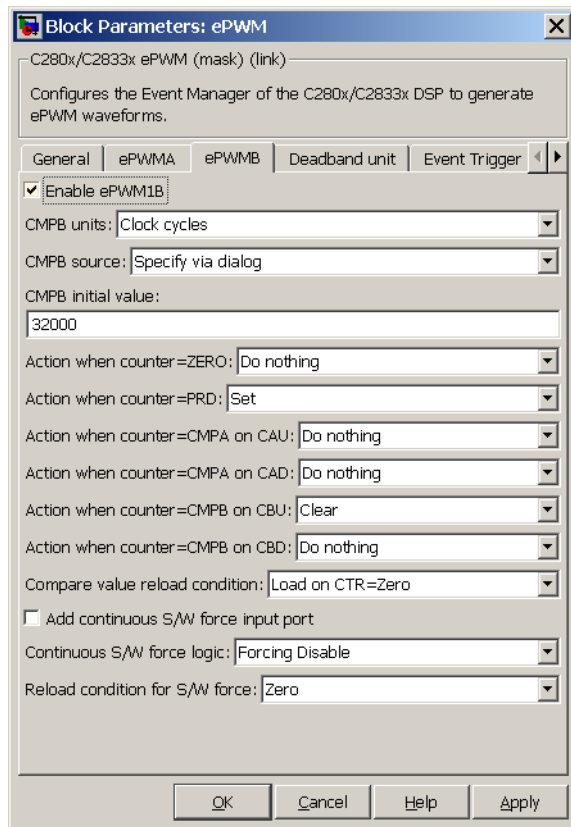 Block Parameters: ePWM
C280x/C2833x ePWM (mask) (link)
Configures the Event Manager of the C280x/C2833x DSP to generate
ePWM waveforms.
General ePWMA ePWMB Deadband unit Event Trigger
Enable ePWM1B
CMPB units: Clock cycles
CMPB source: Specify via dialog
CMPB initial value:
32000
Action when counter=ZERO: Do nothing
Action when counter=PRD: Set
Action when counter=CMPA on CAU: Do nothing
Action when counter=CMPA on CAD: Do nothing
Action when counter=CMPB on CBU: Clear
Action when counter=CMPB on CBD: Do nothing
Compare value reload condition: Load on CTR=Zero
Add continuous S/W force input port
Continuous S/W force logic: Forcing Disable
Reload condition for S/W force: Zero
OK Cancel Help Apply